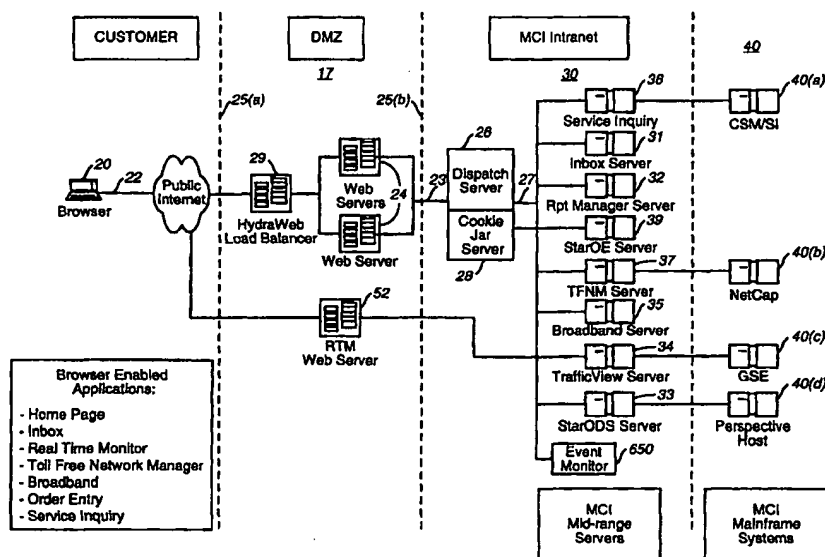 CUSTOMER
DMZ
17
MCI Intranet
40
25(a)
25(b)
30
38
Service Inquiry
40(a)
CSM/SI
20
22
Browser
Public
Internet
29
HydraWeb
Load Balancer
Web
Servers
24
Web Server
23
26
Dispatch
Server
27
Cookie
Jar
Server
28
31
Inbox Server
32
Rpt Manager Server
39
StarOE Server
37
TFNM Server
40(b)
NetCap
35
Broadband Server
52
RTM
Web Server
34
TrafficView Server
40(c)
GSE
33
StarODS Server
40(d)
Perspective
Host
Event
Monitor
650
Browser Enabled
Applications:
- Home Page
- Inbox
- Real Time Monitor
- Toll Free Network Manager
- Broadband
- Order Entry
- Service Inquiry
MCI
Mid-range
Servers
MCI
Mainframe
Systems